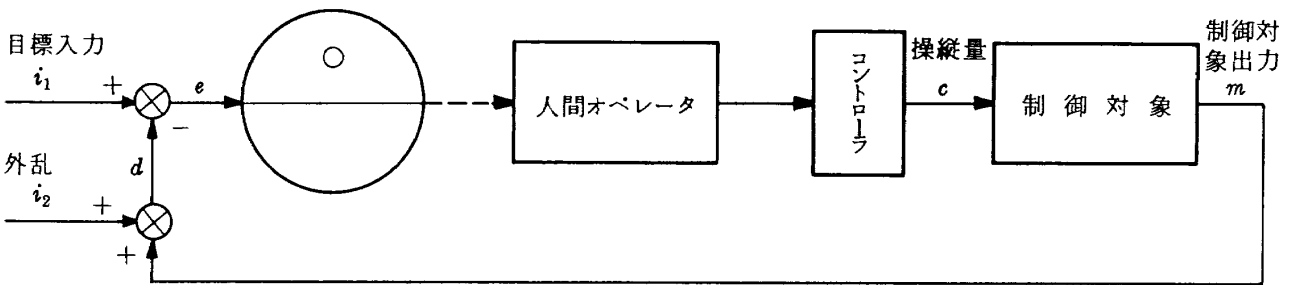 目標入力
i₁
+
e
−
外乱
i₂
d
+
+
人間オペレータ
コントローラ
操縦量
c
制御対象
制御対
象出力
m